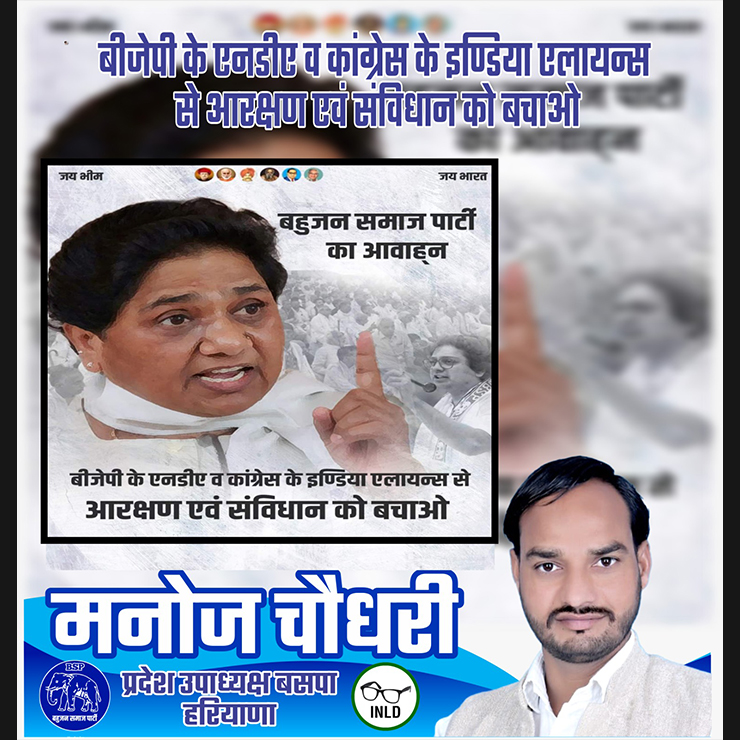 बीजेपी के एनडीए व कांग्रेस के इण्डिया एलायन्स
से आरक्षण एवं संविधान को बचाओ
जय भीम
जय भारत
बहुजन समाज पार्टी
का आवाह्न
बीजेपी के एनडीए व कांग्रेस के इण्डिया एलायन्स से
आरक्षण एवं संविधान को बचाओ
मनोज चौधरी
प्रदेश उपाध्यक्ष बसपा
हरियाणा
BSP
बहुजन समाज पार्टी
INLD